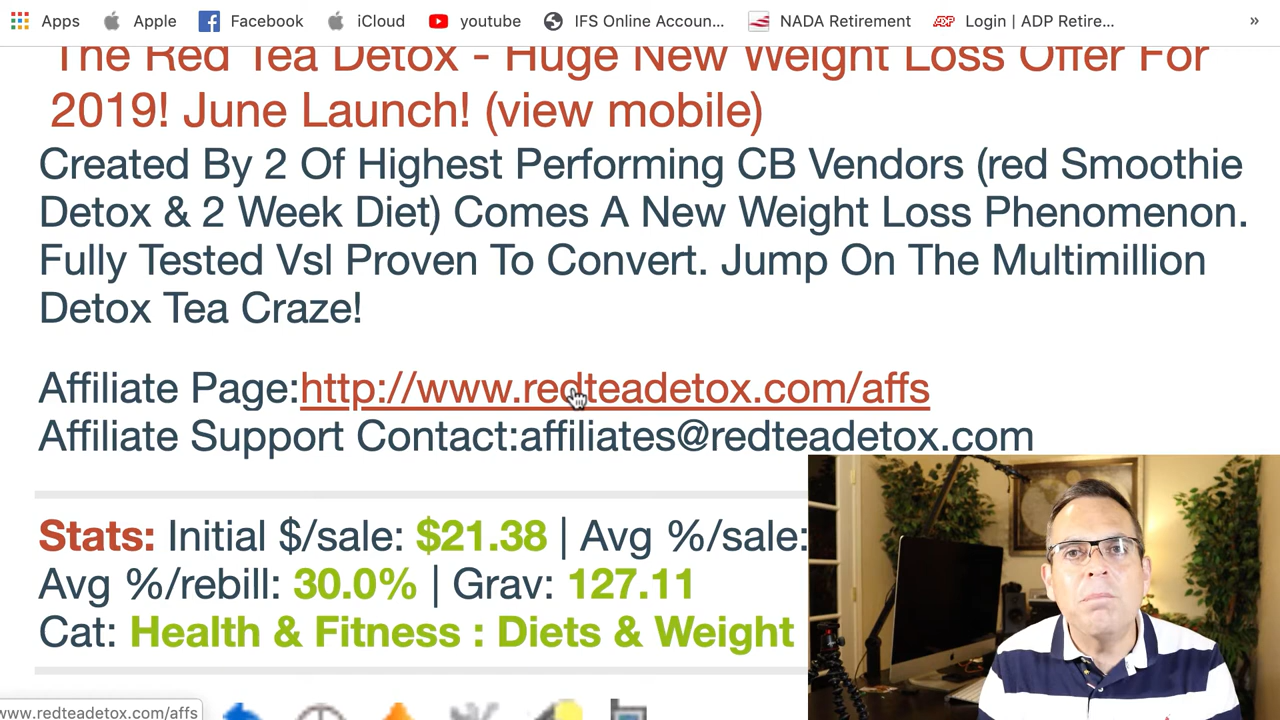 Apps Apple Facebook iCloud youtube IFS Online Accoun... NADA Retirement ADP Login | ADP Retire... »
The Red Tea Detox - Huge New Weight Loss Offer For
2019! June Launch! (view mobile)
Created By 2 Of Highest Performing CB Vendors (red Smoothie
Detox & 2 Week Diet) Comes A New Weight Loss Phenomenon.
Fully Tested Vsl Proven To Convert. Jump On The Multimillion
Detox Tea Craze!
Affiliate Page:http://www.redteadetox.com/affs
Affiliate Support Contact:affiliates@redteadetox.com
Stats: Initial $/sale: $21.38 | Avg %/sale:
Avg %/rebill: 30.0% | Grav: 127.11
Cat: Health & Fitness : Diets & Weight
www.redteadetox.com/affs